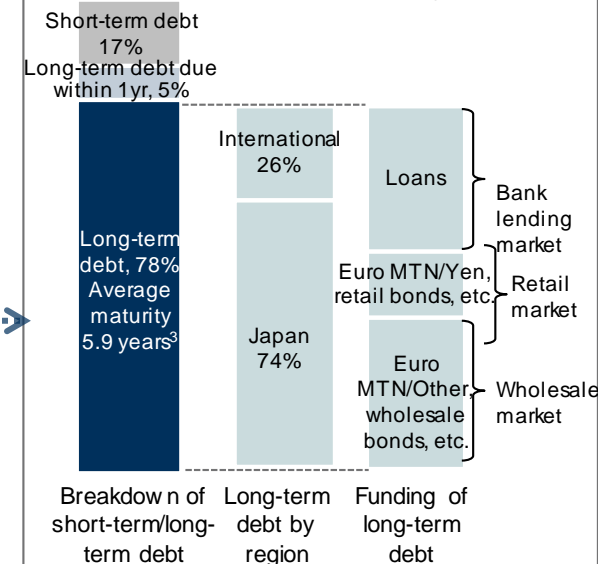 Short-term debt
17%
Long-term debt due
within 1yr, 5%
Long-term
debt, 78%
Average
maturity
5.9 years3
International
26%
Japan
74%
Loans
Euro MTN/Yen,
retail bonds, etc.
Euro
MTN/Other,
wholesale
bonds, etc.
Bank
lending
market
Retail
market
Wholesale
market
Breakdown of
short-term/long-
term debt
Long-term
debt by
region
Funding of
long-term
debt